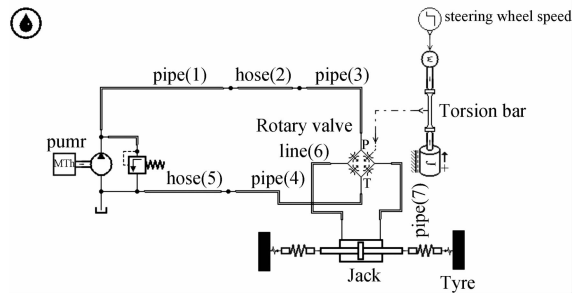 steering wheel speed
ω
pipe(1) hose(2) pipe(3)
Torsion bar
Rotary valve
P
pumr
line(6)
MTh
T
J
hose(5) pipe(4)
pipe(7)
Jack
Tyre